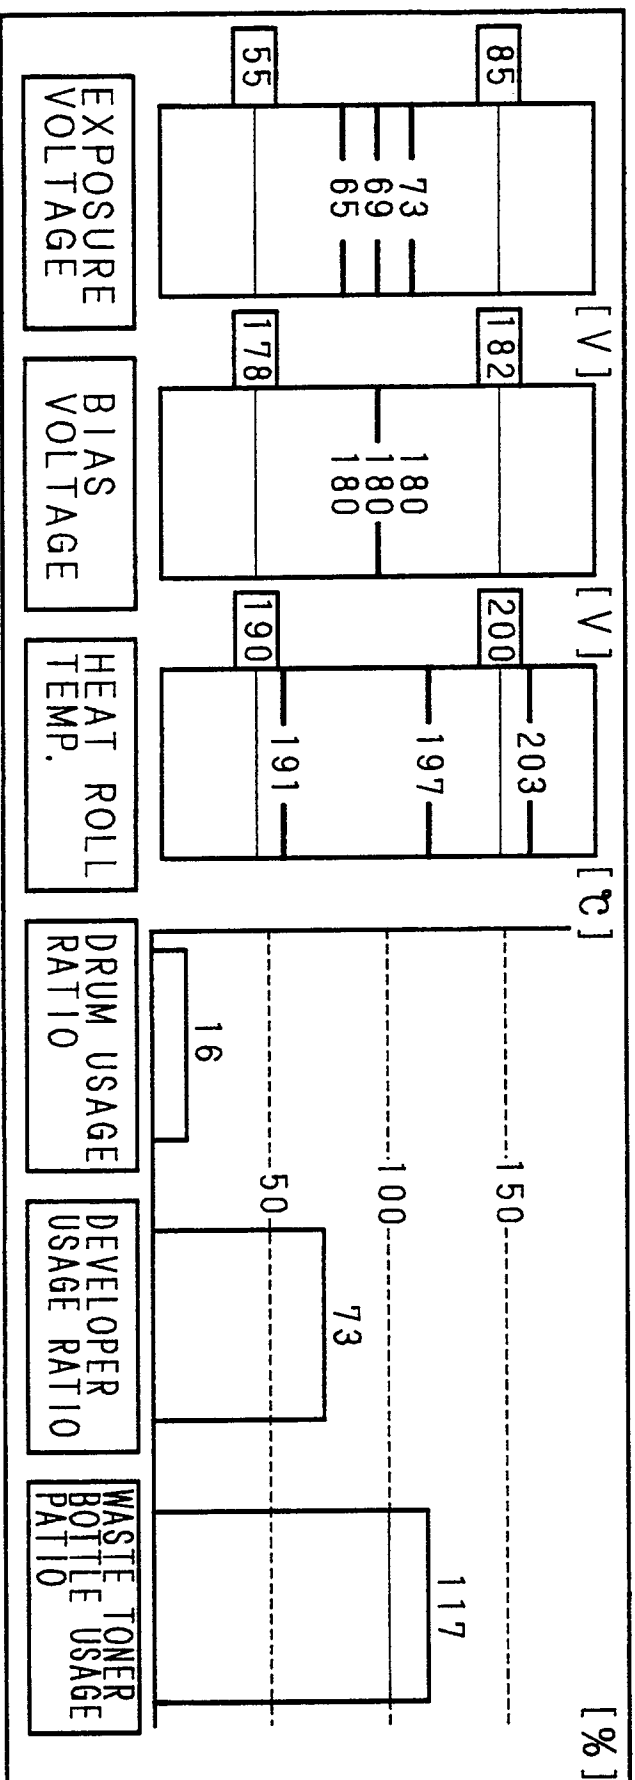 [V]
85
73
69
65
55
EXPOSURE
VOLTAGE
[V]
182
180
180
180
178
BIAS
VOLTAGE
[℃]
203
200
197
191
190
HEAT ROLL
TEMP.
[%]
150
100
50
16
DRUM USAGE
RATIO
73
DEVELOPER
USAGE RATIO
117
WASTE TONER
BOTTLE USAGE
PATIO